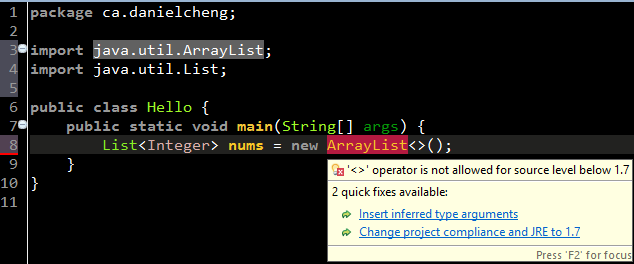 1 package ca.danielcheng;
2
3 import java.util.ArrayList;
4 import java.util.List;
5
6 public class Hello {
7     public static void main(String[] args) {
8         List<Integer> nums = new ArrayList<>();
9     }
10 }
11
'<>' operator is not allowed for source level below 1.7
2 quick fixes available:
Insert inferred type arguments
Change project compliance and JRE to 1.7
Press 'F2' for focus